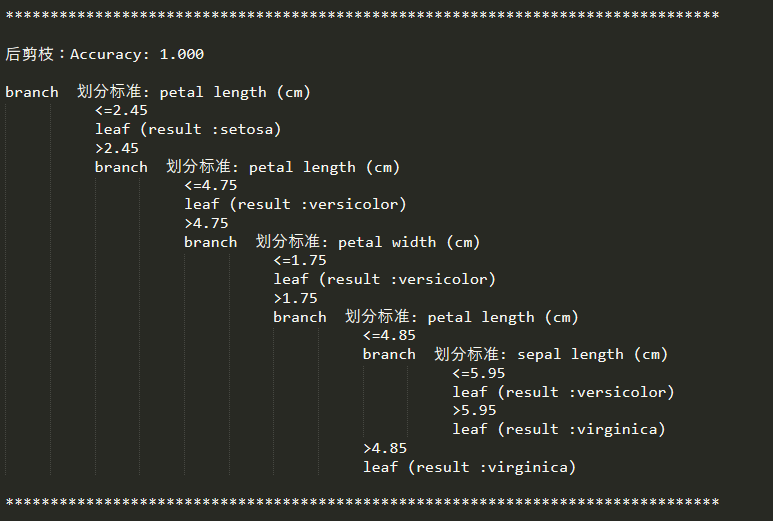 ********************************************************************************
后剪枝：Accuracy: 1.000
branch  划分标准: petal length (cm)
<=2.45
leaf (result :setosa)
>2.45
branch  划分标准: petal length (cm)
<=4.75
leaf (result :versicolor)
>4.75
branch  划分标准: petal width (cm)
<=1.75
leaf (result :versicolor)
>1.75
branch  划分标准: petal length (cm)
<=4.85
branch  划分标准: sepal length (cm)
<=5.95
leaf (result :versicolor)
>5.95
leaf (result :virginica)
>4.85
leaf (result :virginica)
********************************************************************************